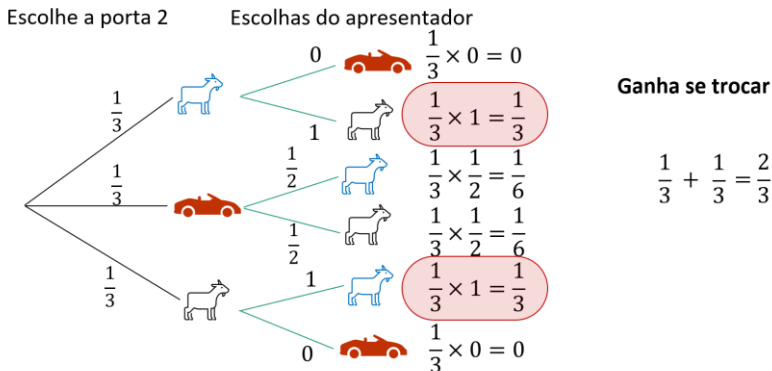 Escolhe a porta 2
Escolhas do apresentador
0
1/3 × 0 = 0
Ganha se trocar
1/3
1
1/3 × 1 = 1/3
1/3
1/2
1/3 × 1/2 = 1/6
1/3 + 1/3 = 2/3
1/2
1/3 × 1/2 = 1/6
1/3
1
1/3 × 1 = 1/3
0
1/3 × 0 = 0